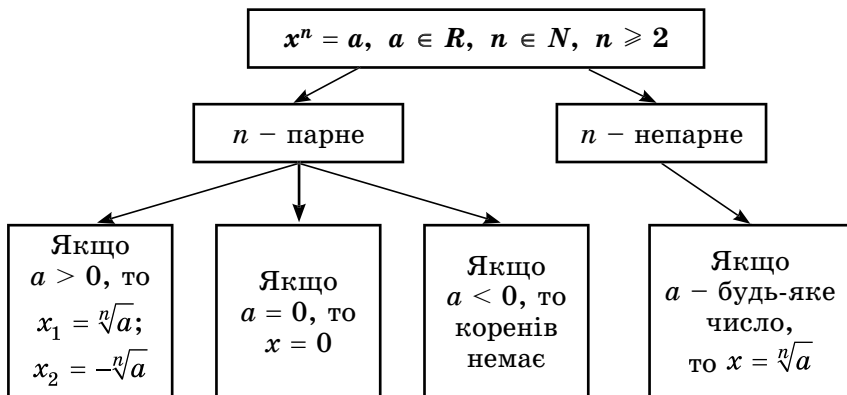 xⁿ = a, a ∈ R, n ∈ N, n ⩾ 2
n − парне
n − непарне
Якщо
a > 0, то
x₁ = ⁿ√a;
x₂ = −ⁿ√a
Якщо
a = 0, то
x = 0
Якщо
a < 0, то
коренів
немає
Якщо
a − будь-яке
число,
то x = ⁿ√a